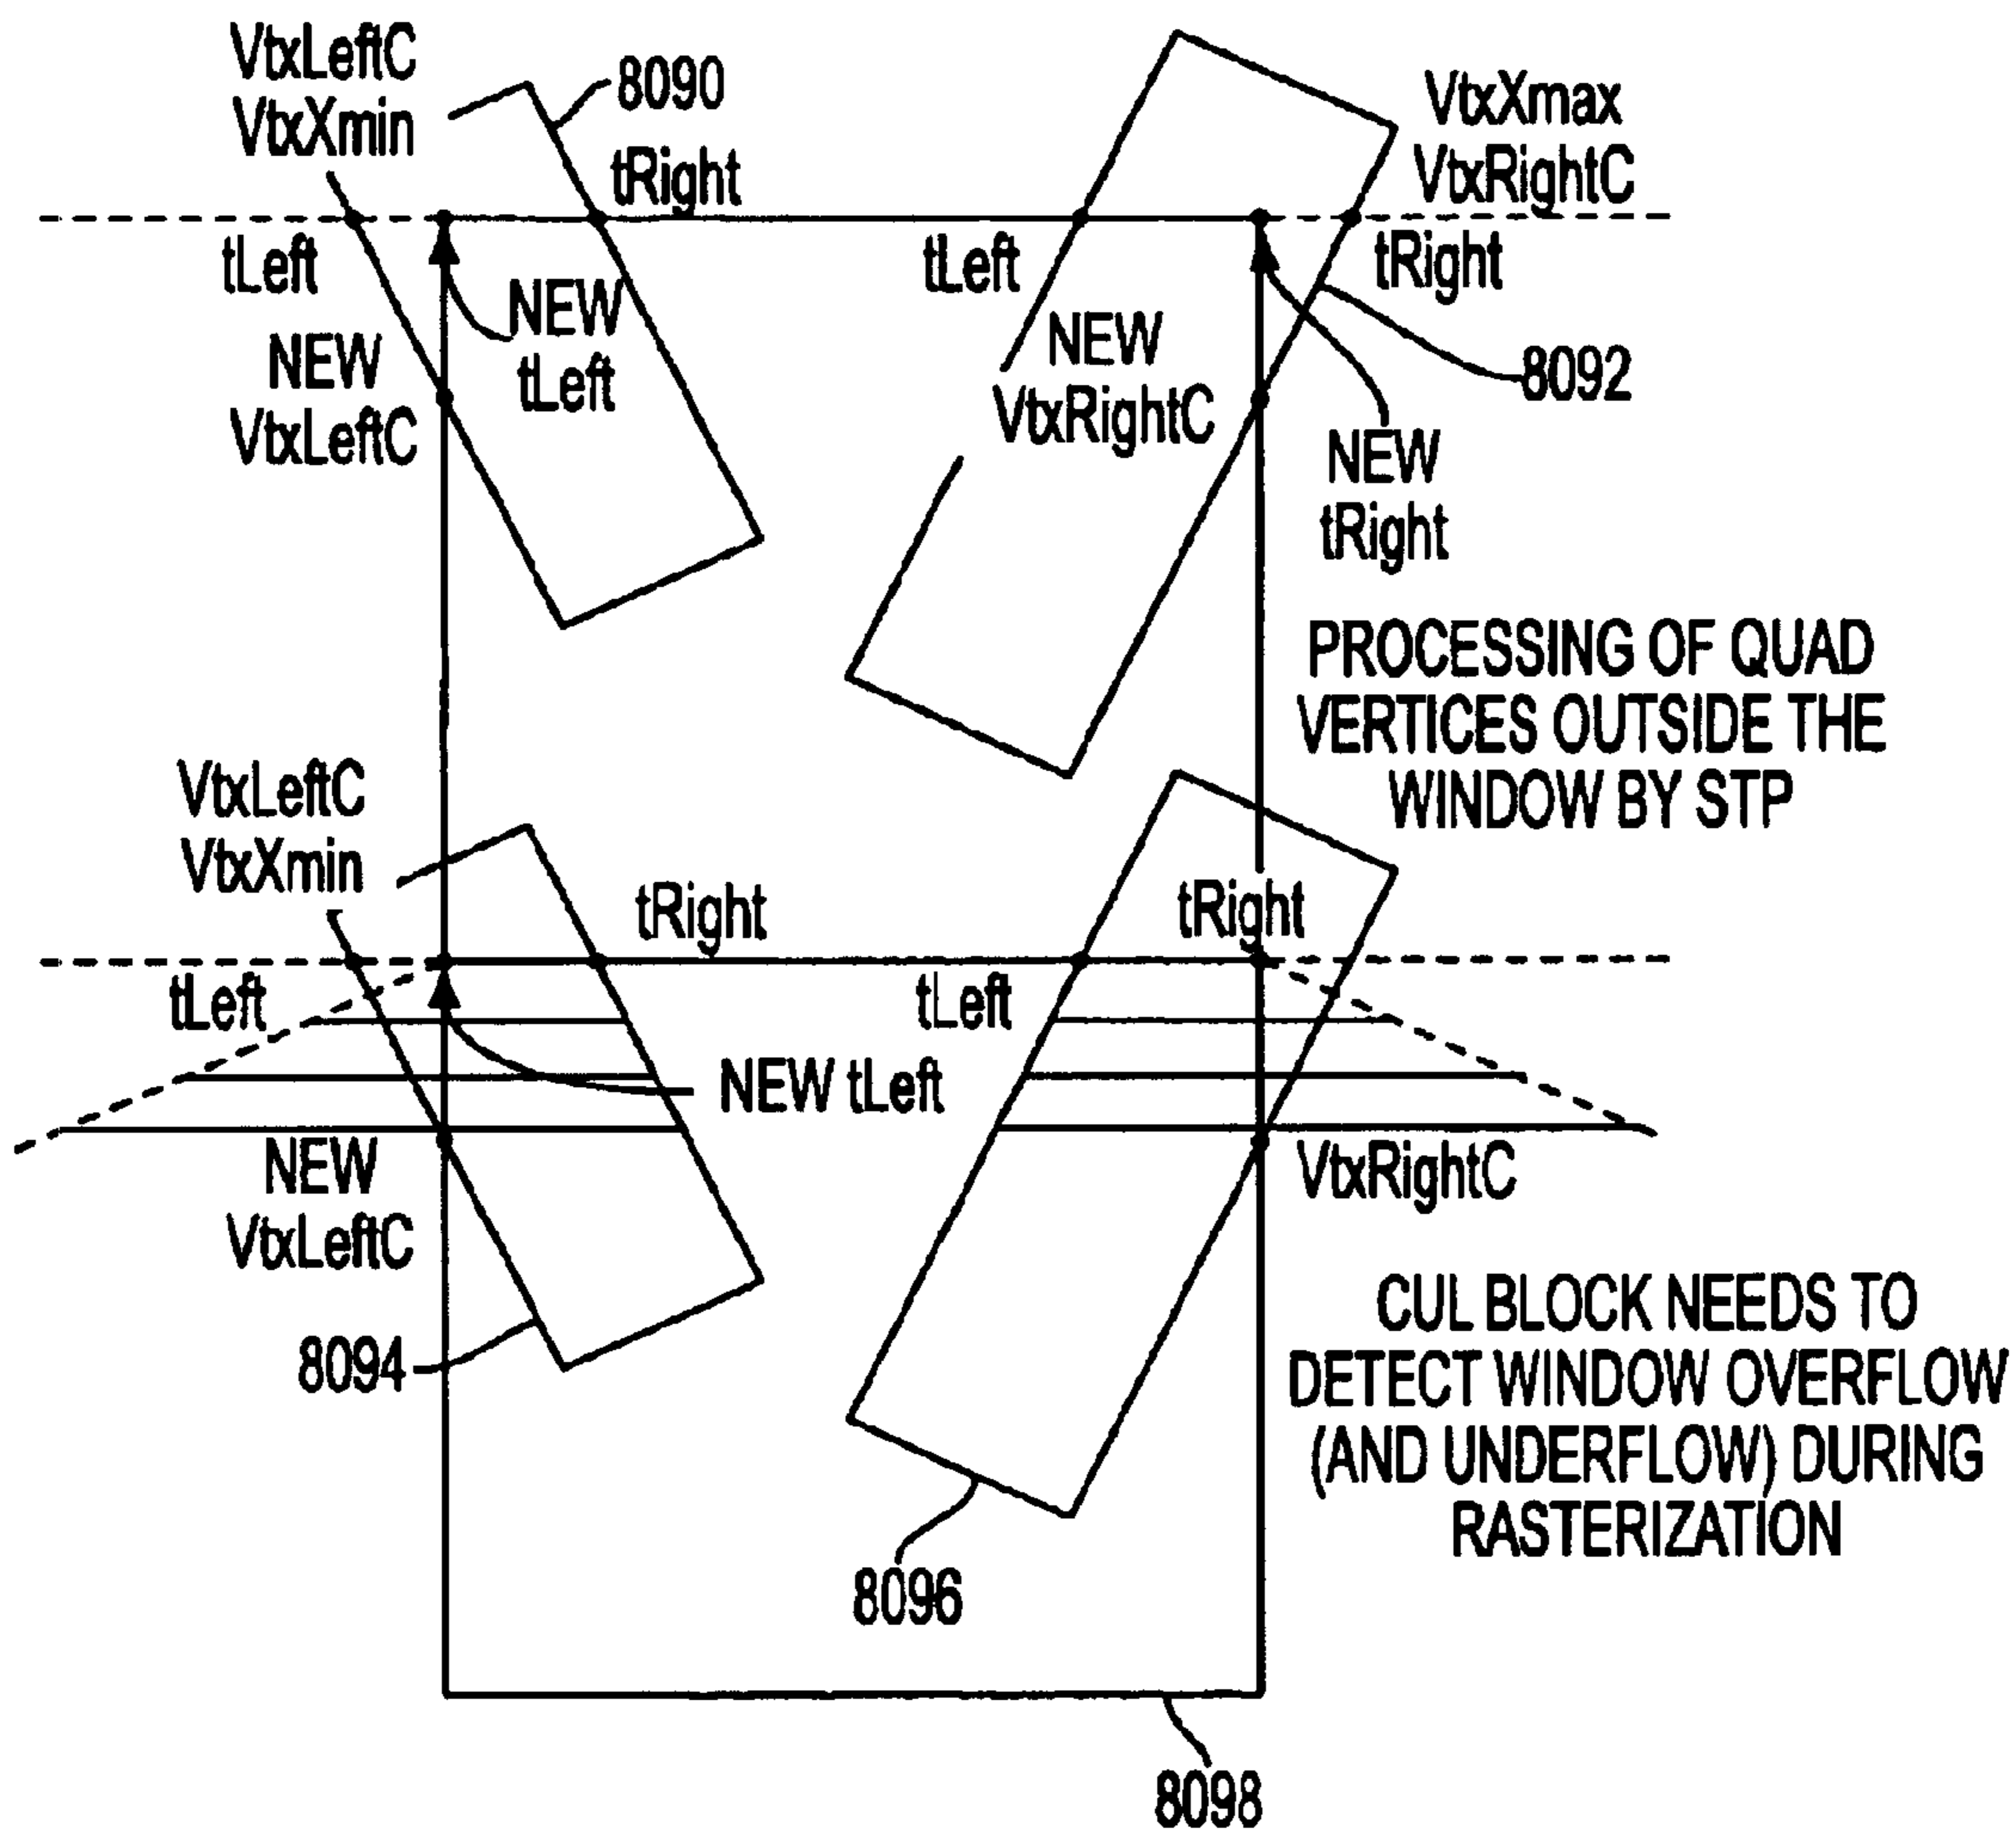 VtxLeftC
VtxXmin
8090
tRight
VtxXmax
VtxRightC
tLeft
NEW
tLeft
tLeft
tRight
NEW
VtxLeftC
NEW
VtxRightC
8092
NEW
tRight
PROCESSING OF QUAD
VERTICES OUTSIDE THE
WINDOW BY STP
VtxLeftC
VtxXmin
tRight
tRight
tLeft
tLeft
NEW tLeft
NEW
VtxLeftC
VtxRightC
8094
CUL BLOCK NEEDS TO
DETECT WINDOW OVERFLOW
(AND UNDERFLOW) DURING
RASTERIZATION
8096
8098